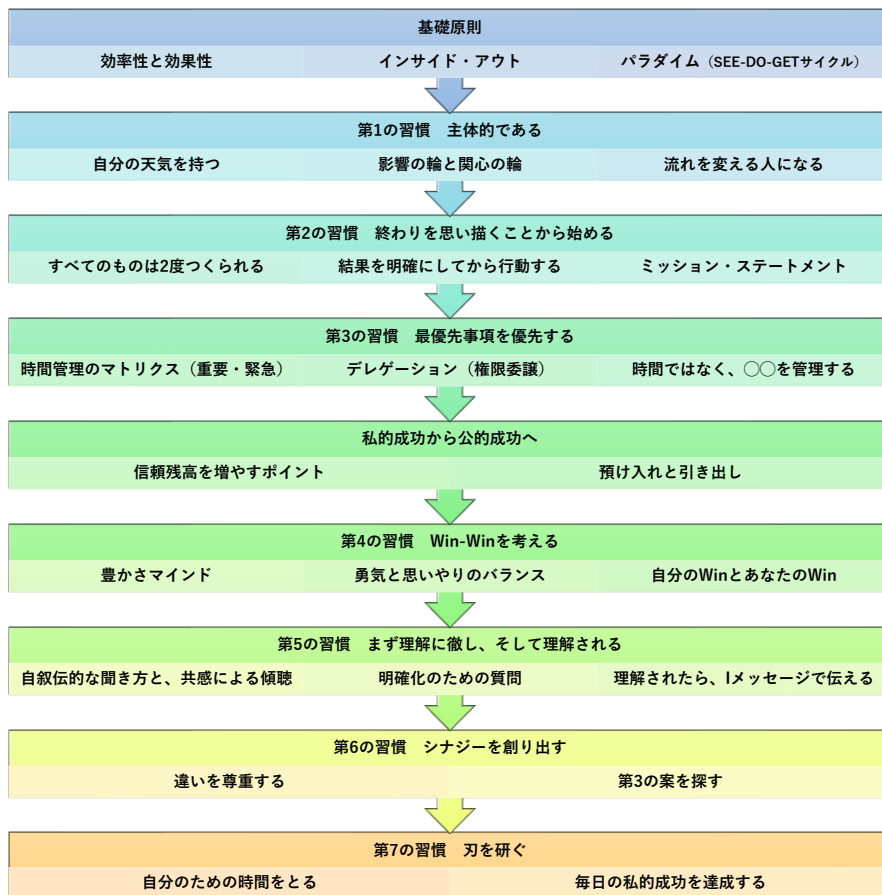 基礎原則
効率性と効果性　インサイド・アウト　パラダイム（SEE-DO-GETサイクル）
第1の習慣　主体的である
自分の天気を持つ　影響の輪と関心の輪　流れを変える人になる
第2の習慣　終わりを思い描くことから始める
すべてのものは2度つくられる　結果を明確にしてから行動する　ミッション・ステートメント
第3の習慣　最優先事項を優先する
時間管理のマトリクス（重要・緊急）　デレゲーション（権限委譲）　時間ではなく、〇〇を管理する
私的成功から公的成功へ
信頼残高を増やすポイント　預け入れと引き出し
第4の習慣　Win-Winを考える
豊かさマインド　勇気と思いやりのバランス　自分のWinとあなたのWin
第5の習慣　まず理解に徹し、そして理解される
自叙伝的な聞き方と、共感による傾聴　明確化のための質問　理解されたら、Iメッセージで伝える
第6の習慣　シナジーを創り出す
違いを尊重する　第3の案を探す
第7の習慣　刃を研ぐ
自分のための時間をとる　毎日の私的成功を達成する